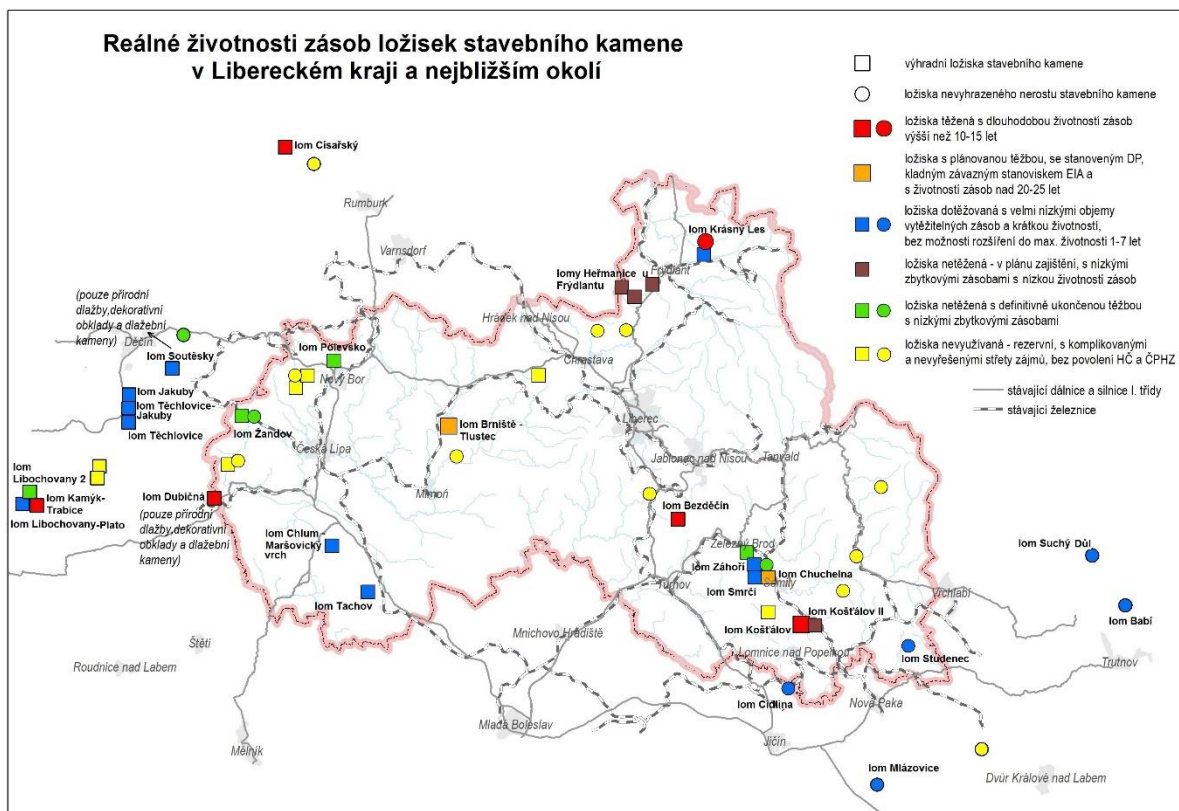 Reálné životnosti zásob ložisek stavebního kamene
v Libereckém kraji a nejbližším okolí
výhradní ložiska stavebního kamene
ložiska nevyhrazeného nerostu stavebního kamene
ložiska těžená s dlouhodobou životností zásob
výšší než 10-15 let
ložiska s plánovanou těžbou, se stanoveným DP,
kladným závazným stanoviskem EIA a
s životností zásob nad 20-25 let
ložiska dotěžovaná s velmi nízkými objemy
vytěžitelných zásob a krátkou životností,
bez možnosti rozšíření do max. životnosti 1-7 let
ložiska netěžená - v plánu zajištění, s nízkými
zbytkovými zásobami s nízkou životností zásob
ložiska netěžená s definitivně ukončenou těžbou
s nízkými zbytkovými zásobami
ložiska nevyužívaná - rezervní, s komplikovanými
a nevyřešenými střety zájmů, bez povolení HČ a ČPHZ
stávající dálnice a silnice I. třídy
stávající železnice
lom Císařský
Rumburk
Varnsdorf
lom Krásný Les
lomy Heřmanice u
Frýdlantu
Frýdlant
Hrádek nad Nisou
Chrastava
(pouze přírodní
dlažby,dekorativní
obklady a dlažební
kameny)
Děčín
lom Soutěsky
lom Polevsko
Nový Bor
lom Jakuby
lom Těchlovice-
Jakuby
lom Těchlovice
lom Žandov
Česká Lípa
lom Brniště -
Tlustec
Liberec
Jablonec nad Nisou
Tanvald
lom
Libochovany 2
lom Kamýk-
Trabice
lom Libochovany-Plato
lom Dubičná
(pouze přírodní
dlažby,dekorativní
obklady a dlažební
kameny)
Mimoň
lom Bezděčín
lom Chlum
Maršovický
vrch
Železný Brod
lom Záhoří
lom Smrčí
lom Chuchelna
Semily
lom Suchý Důl
Turnov
Vrchlabí
lom Tachov
lom Košťálov II
lom Košťálov
lom Babí
Mnichovo Hradiště
Štětí
Lomnice nad Popelkou
lom Studenec
Trutnov
Roudnice nad Labem
lom Cidlina
Nová Paka
Mladá Boleslav
Jičín
Mělník
lom Mlázovice
Dvůr Králové nad Labem